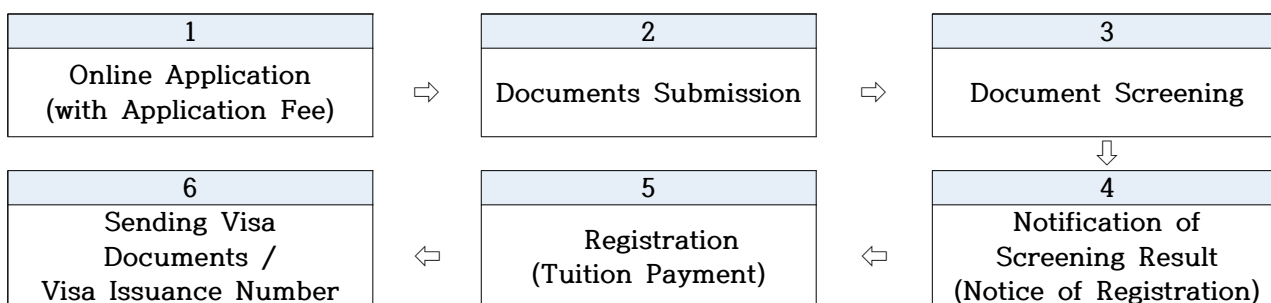 1
Online Application
(with Application Fee)
2
Documents Submission
3
Document Screening
4
Notification of
Screening Result
(Notice of Registration)
5
Registration
(Tuition Payment)
6
Sending Visa
Documents /
Visa Issuance Number